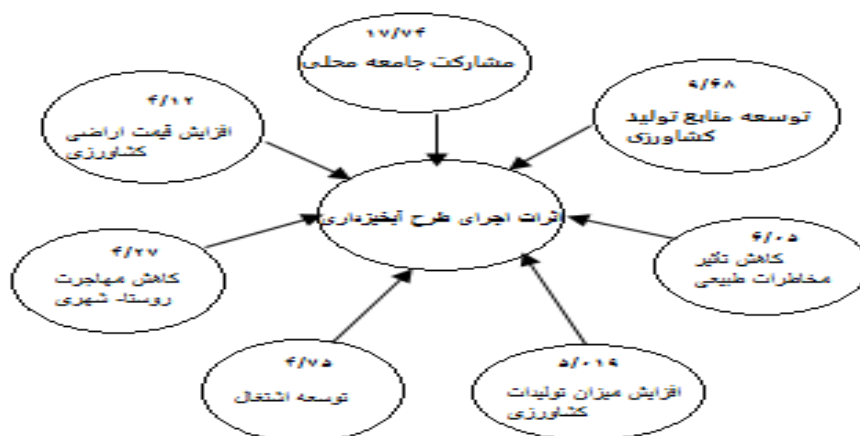 ۱۷/۷۴
مشارکت جامعه محلی
۹/۴۸
توسعه منابع تولید
کشاورزی
۶/۰۵
کاهش تأثیر
مخاطرات طبیعی
۵/۰۱۹
افزایش میزان تولیدات
کشاورزی
۴/۷۵
توسعه اشتغال
۴/۲۷
کاهش مهاجرت
روستا- شهری
۴/۱۲
افزایش قیمت اراضی
کشاورزی
اثرات اجرای طرح آبخیزداری